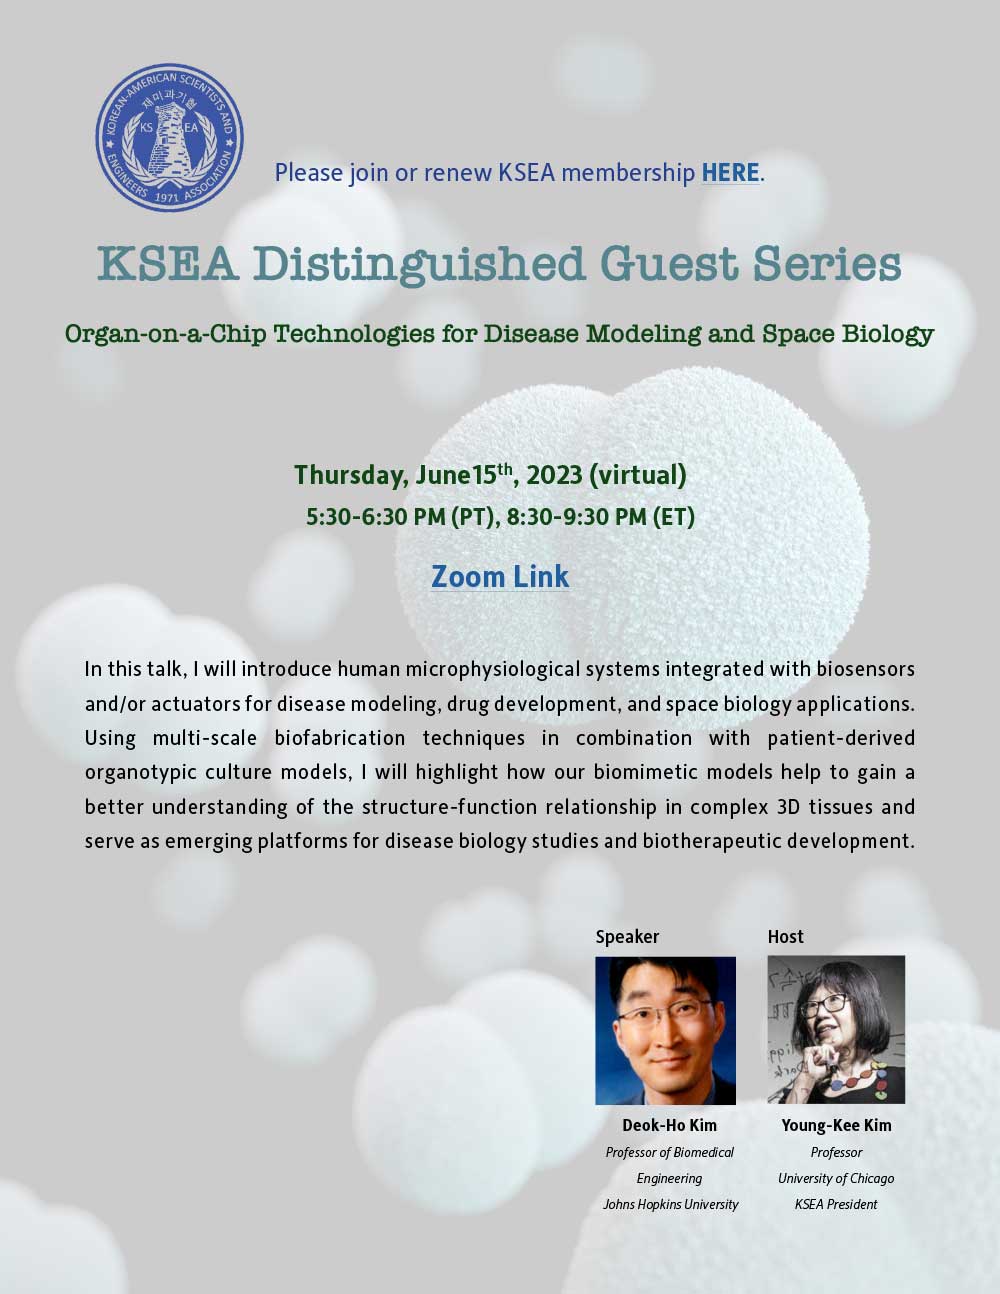 KOREAN-AMERICAN SCIENTISTS AND
ENGINEERS 1971 ASSOCIATION
재미과기협
KS EA
Please join or renew KSEA membership HERE.
KSEA Distinguished Guest Series
Organ-on-a-Chip Technologies for Disease Modeling and Space Biology
Thursday, June15th, 2023 (virtual)
5:30-6:30 PM (PT), 8:30-9:30 PM (ET)
Zoom Link
In this talk, I will introduce human microphysiological systems integrated with biosensors
and/or actuators for disease modeling, drug development, and space biology applications.
Using multi-scale biofabrication techniques in combination with patient-derived
organotypic culture models, I will highlight how our biomimetic models help to gain a
better understanding of the structure-function relationship in complex 3D tissues and
serve as emerging platforms for disease biology studies and biotherapeutic development.
Speaker
Deok-Ho Kim
Professor of Biomedical
Engineering
Johns Hopkins University
Host
Young-Kee Kim
Professor
University of Chicago
KSEA President